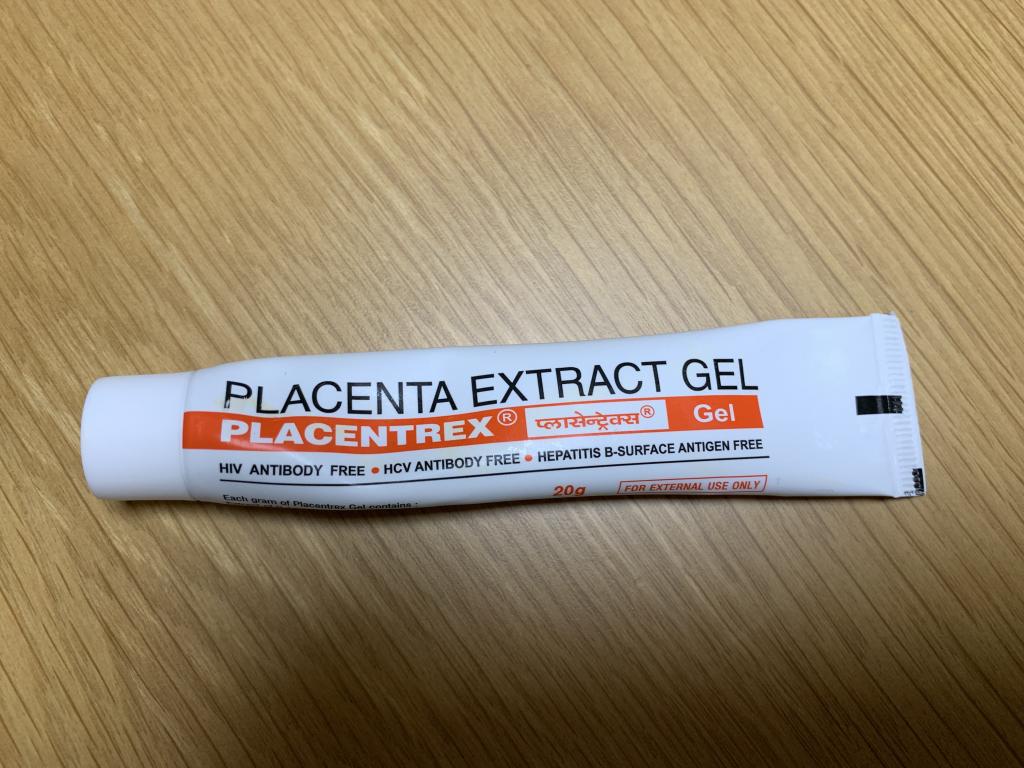 PLACENTA EXTRACT GEL
PLACENTREX® प्लासेन्ट्रेक्स® Gel
HIV ANTIBODY FREE • HCV ANTIBODY FREE • HEPATITIS B-SURFACE ANTIGEN FREE
20g FOR EXTERNAL USE ONLY
Each gram of Placentrex Gel contains :